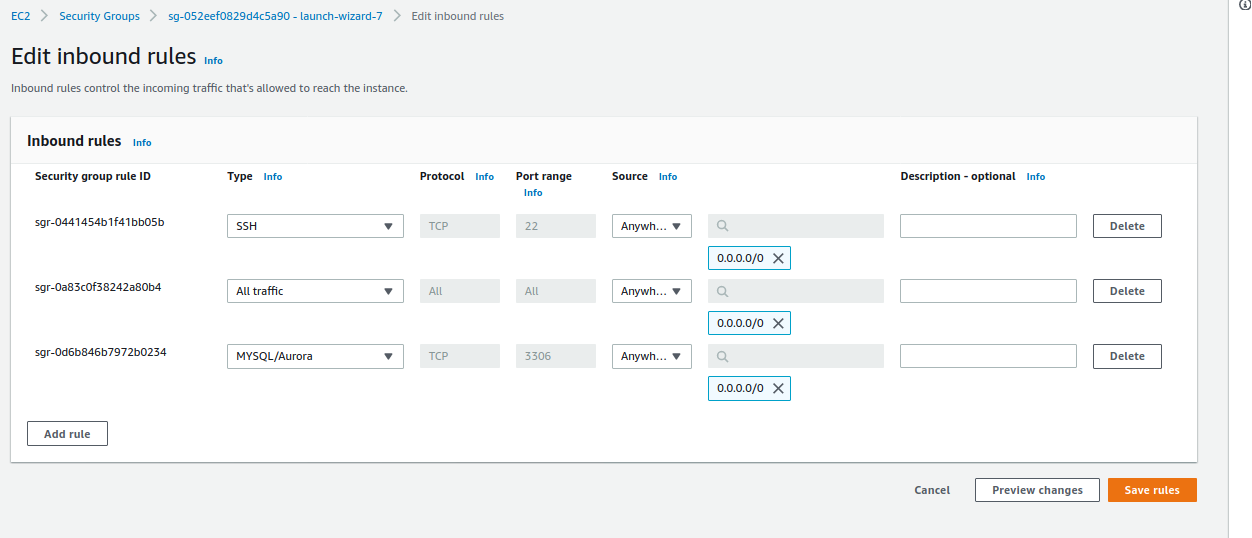 EC2 > Security Groups > sg-052eef0829d4c5a90 - launch-wizard-7 > Edit inbound rules
Edit inbound rules Info
Inbound rules control the incoming traffic that's allowed to reach the instance.
Inbound rules Info
Security group rule ID Type Info Protocol Info Port range Info Source Info Description - optional Info
sgr-0441454b1f41bb05b SSH TCP 22 Anywh... Delete
0.0.0.0/0
sgr-0a83c0f38242a80b4 All traffic All All Anywh... Delete
0.0.0.0/0
sgr-0d6b846b7972b0234 MYSQL/Aurora TCP 3306 Anywh... Delete
0.0.0.0/0
Add rule
Cancel Preview changes Save rules